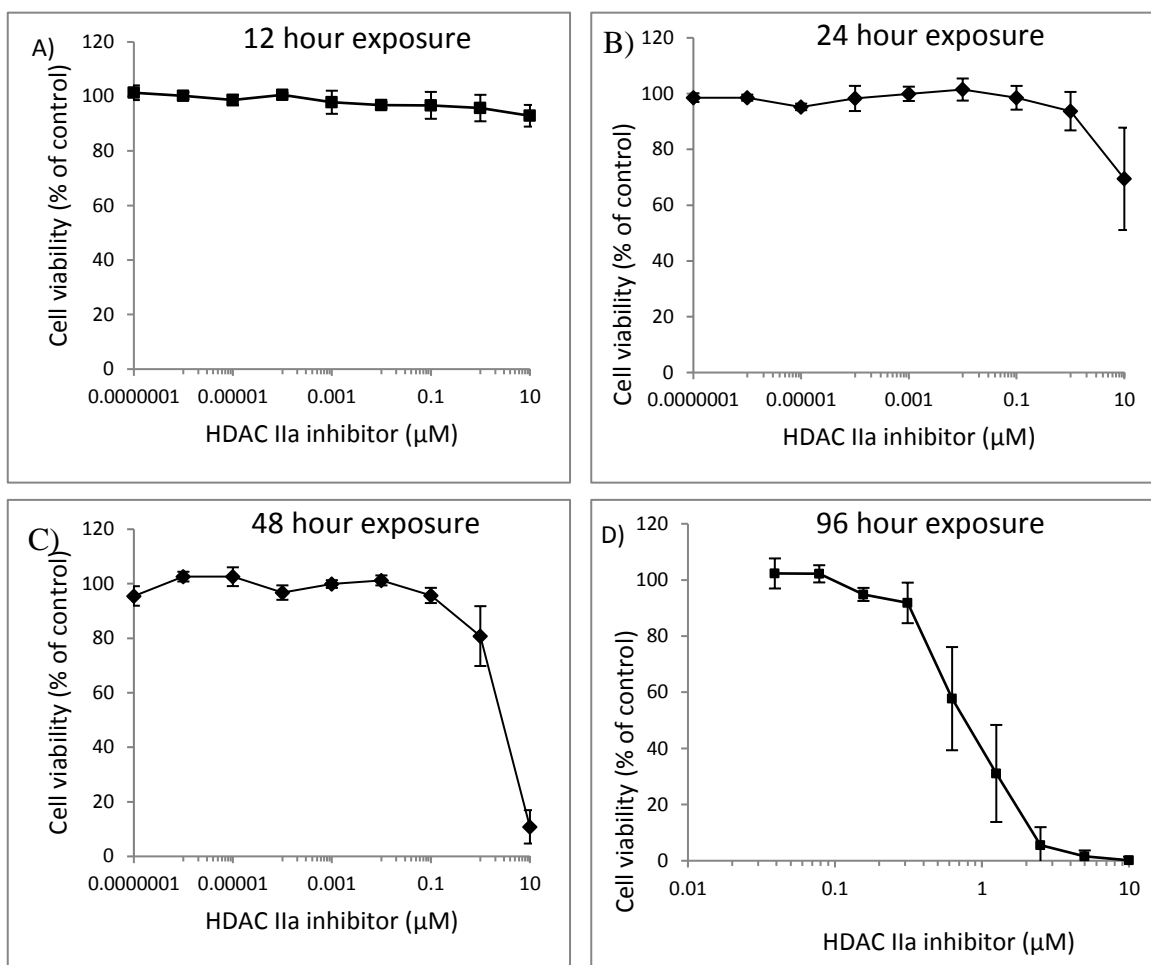 A)
12 hour exposure
Cell viability (% of control)
120
100
80
60
40
20
0
0.0000001 0.00001 0.001 0.1 10
HDAC IIa inhibitor (µM)
B)
24 hour exposure
Cell viability (% of control)
120
100
80
60
40
20
0
0.0000001 0.00001 0.001 0.1 10
HDAC IIa inhibitor (µM)
C)
48 hour exposure
Cell viability (% of control)
120
100
80
60
40
20
0
0.0000001 0.00001 0.001 0.1 10
HDAC IIa inhibitor (µM)
D)
96 hour exposure
Cell viability (% of control)
120
100
80
60
40
20
0
0.01 0.1 1 10
HDAC IIa inhibitor (µM)